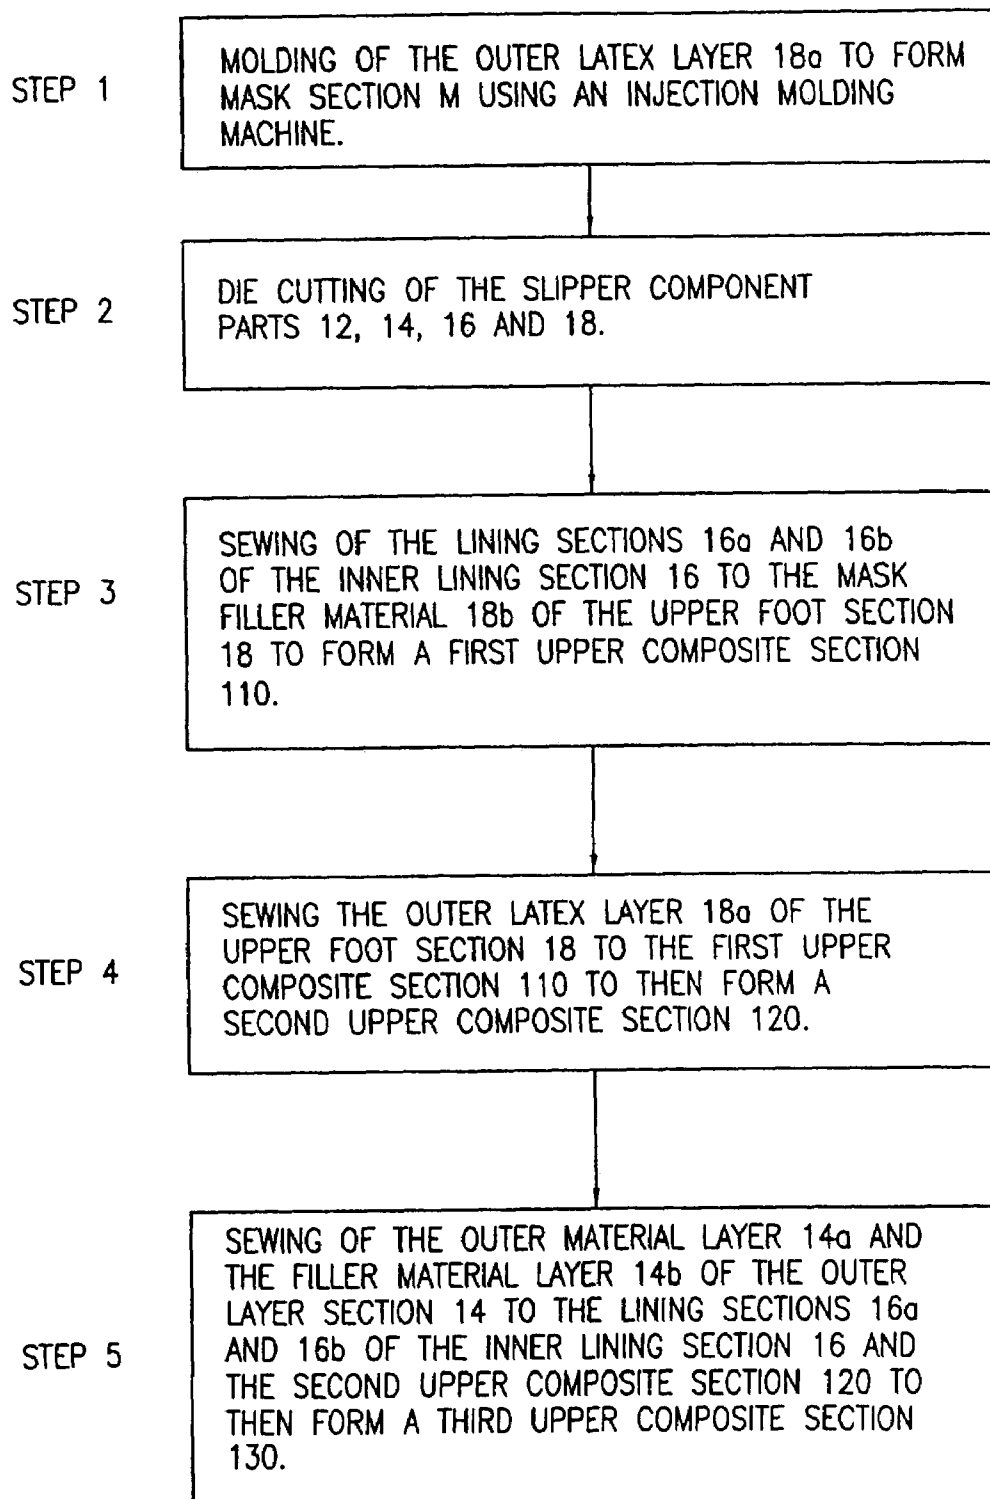 STEP 1
MOLDING OF THE OUTER LATEX LAYER 18a TO FORM
MASK SECTION M USING AN INJECTION MOLDING
MACHINE.
STEP 2
DIE CUTTING OF THE SLIPPER COMPONENT
PARTS 12, 14, 16 AND 18.
STEP 3
SEWING OF THE LINING SECTIONS 16a AND 16b
OF THE INNER LINING SECTION 16 TO THE MASK
FILLER MATERIAL 18b OF THE UPPER FOOT SECTION
18 TO FORM A FIRST UPPER COMPOSITE SECTION
110.
STEP 4
SEWING THE OUTER LATEX LAYER 18a OF THE
UPPER FOOT SECTION 18 TO THE FIRST UPPER
COMPOSITE SECTION 110 TO THEN FORM A
SECOND UPPER COMPOSITE SECTION 120.
STEP 5
SEWING OF THE OUTER MATERIAL LAYER 14a AND
THE FILLER MATERIAL LAYER 14b OF THE OUTER
LAYER SECTION 14 TO THE LINING SECTIONS 16a
AND 16b OF THE INNER LINING SECTION 16 AND
THE SECOND UPPER COMPOSITE SECTION 120 TO
THEN FORM A THIRD UPPER COMPOSITE SECTION
130.